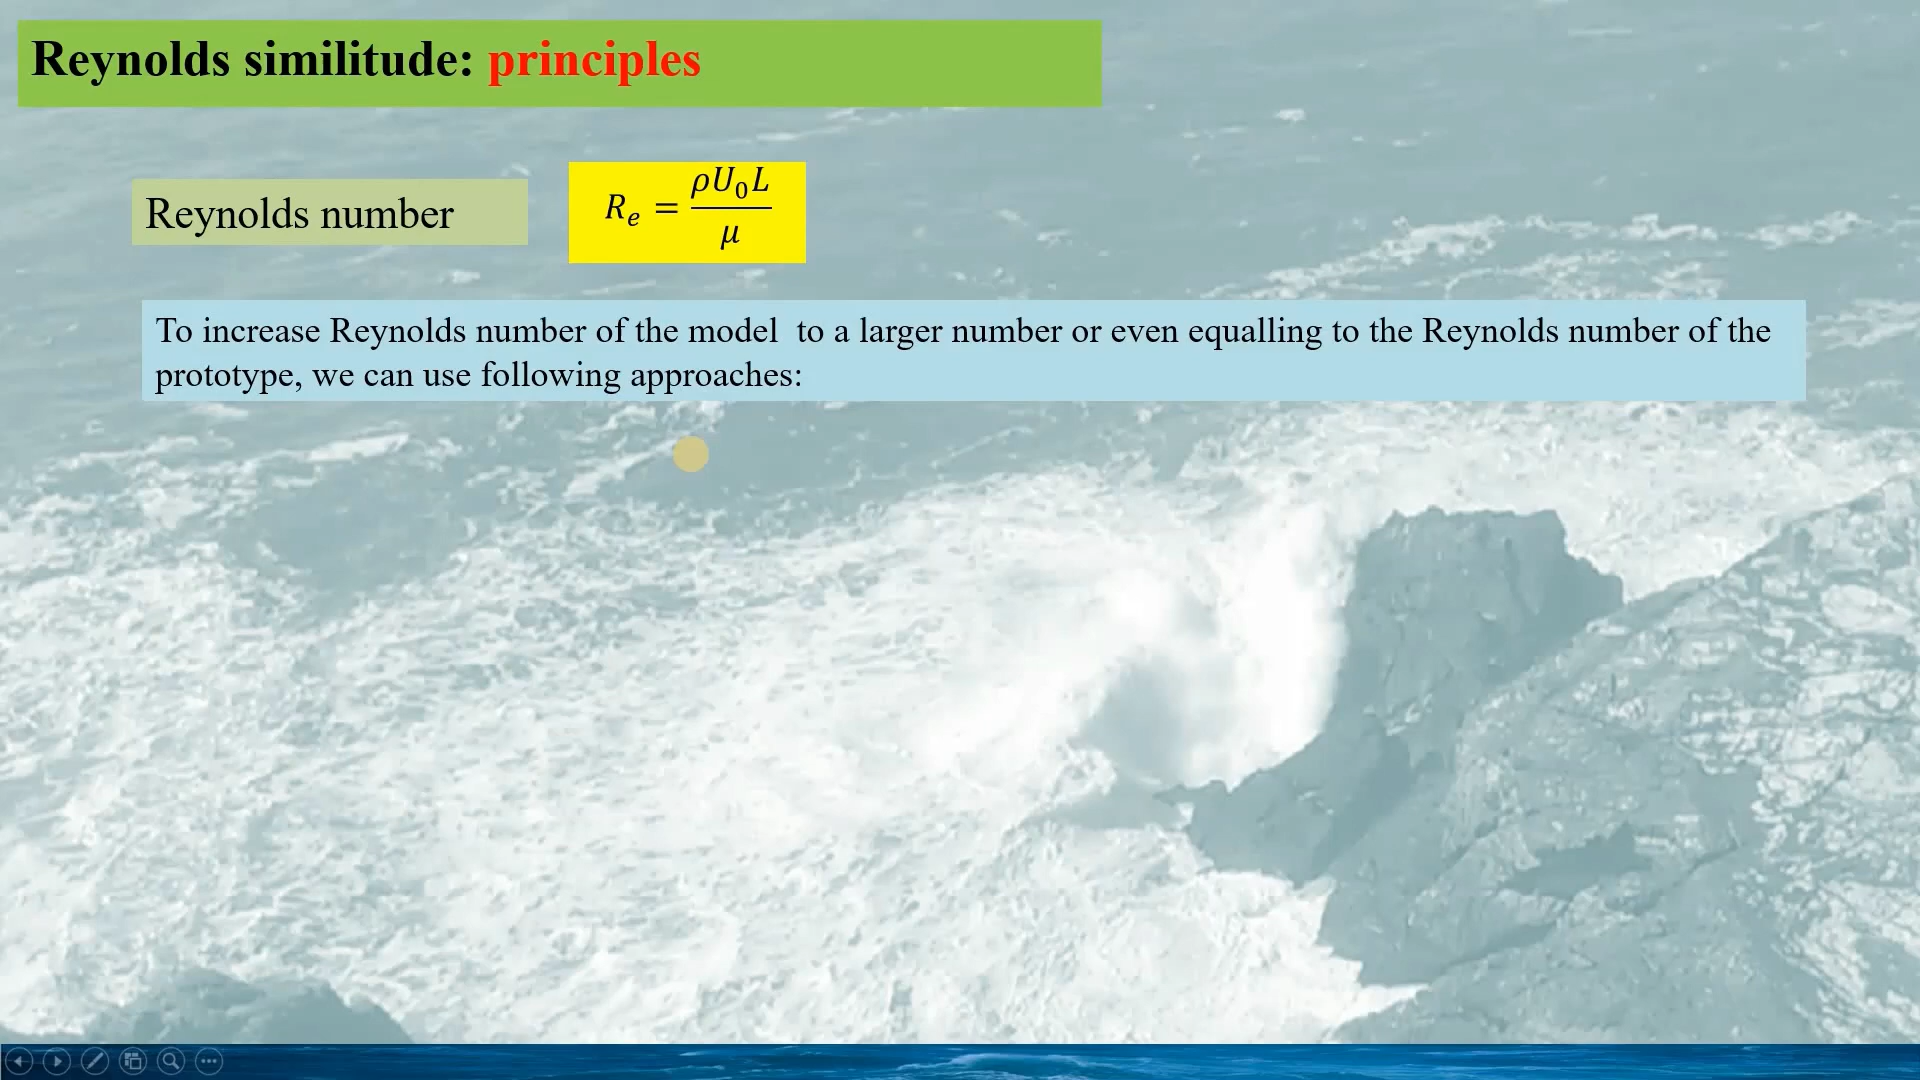 Reynolds similitude: principles
Reynolds number
Rₑ = ρU₀L / μ
To increase Reynolds number of the model  to a larger number or even equalling to the Reynolds number of the
prototype, we can use following approaches: